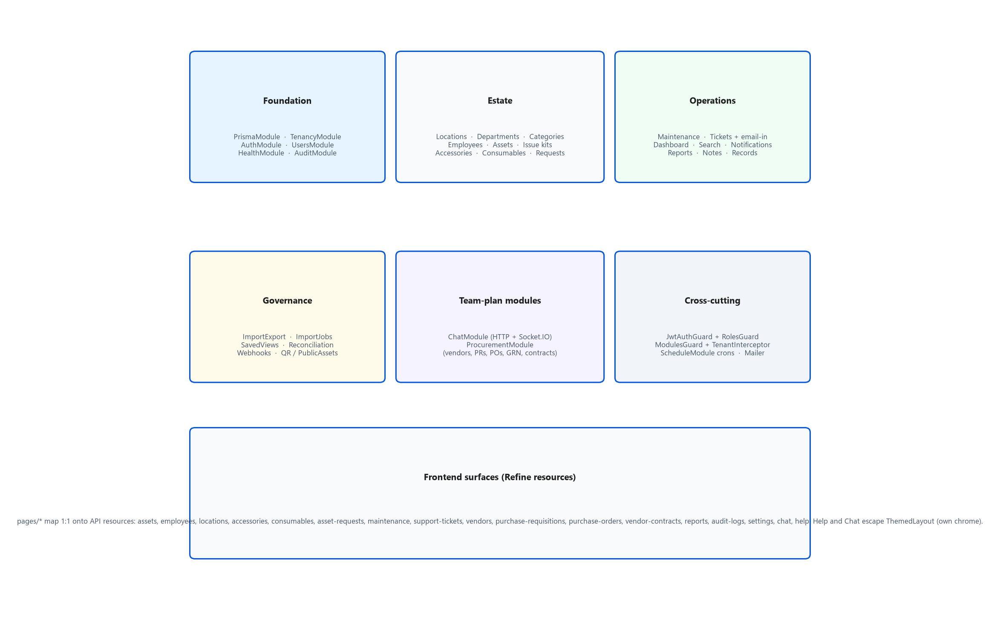 Foundation
PrismaModule · TenancyModule
AuthModule · UsersModule
HealthModule · AuditModule
Estate
Locations · Departments · Categories
Employees · Assets · Issue kits
Accessories · Consumables · Requests
Operations
Maintenance · Tickets + email-in
Dashboard · Search · Notifications
Reports · Notes · Records
Governance
ImportExport · ImportJobs
SavedViews · Reconciliation
Webhooks · QR / PublicAssets
Team-plan modules
ChatModule (HTTP + Socket.IO)
ProcurementModule
(vendors, PRs, POs, GRN, contracts)
Cross-cutting
JwtAuthGuard + RolesGuard
ModulesGuard + TenantInterceptor
ScheduleModule crons · Mailer
Frontend surfaces (Refine resources)
pages/* map 1:1 onto API resources: assets, employees, locations, accessories, consumables, asset-requests, maintenance, support-tickets, vendors, purchase-requisitions, purchase-orders, vendor-contracts, reports, audit-logs, settings, chat, help. Help and Chat escape ThemedLayout (own chrome).